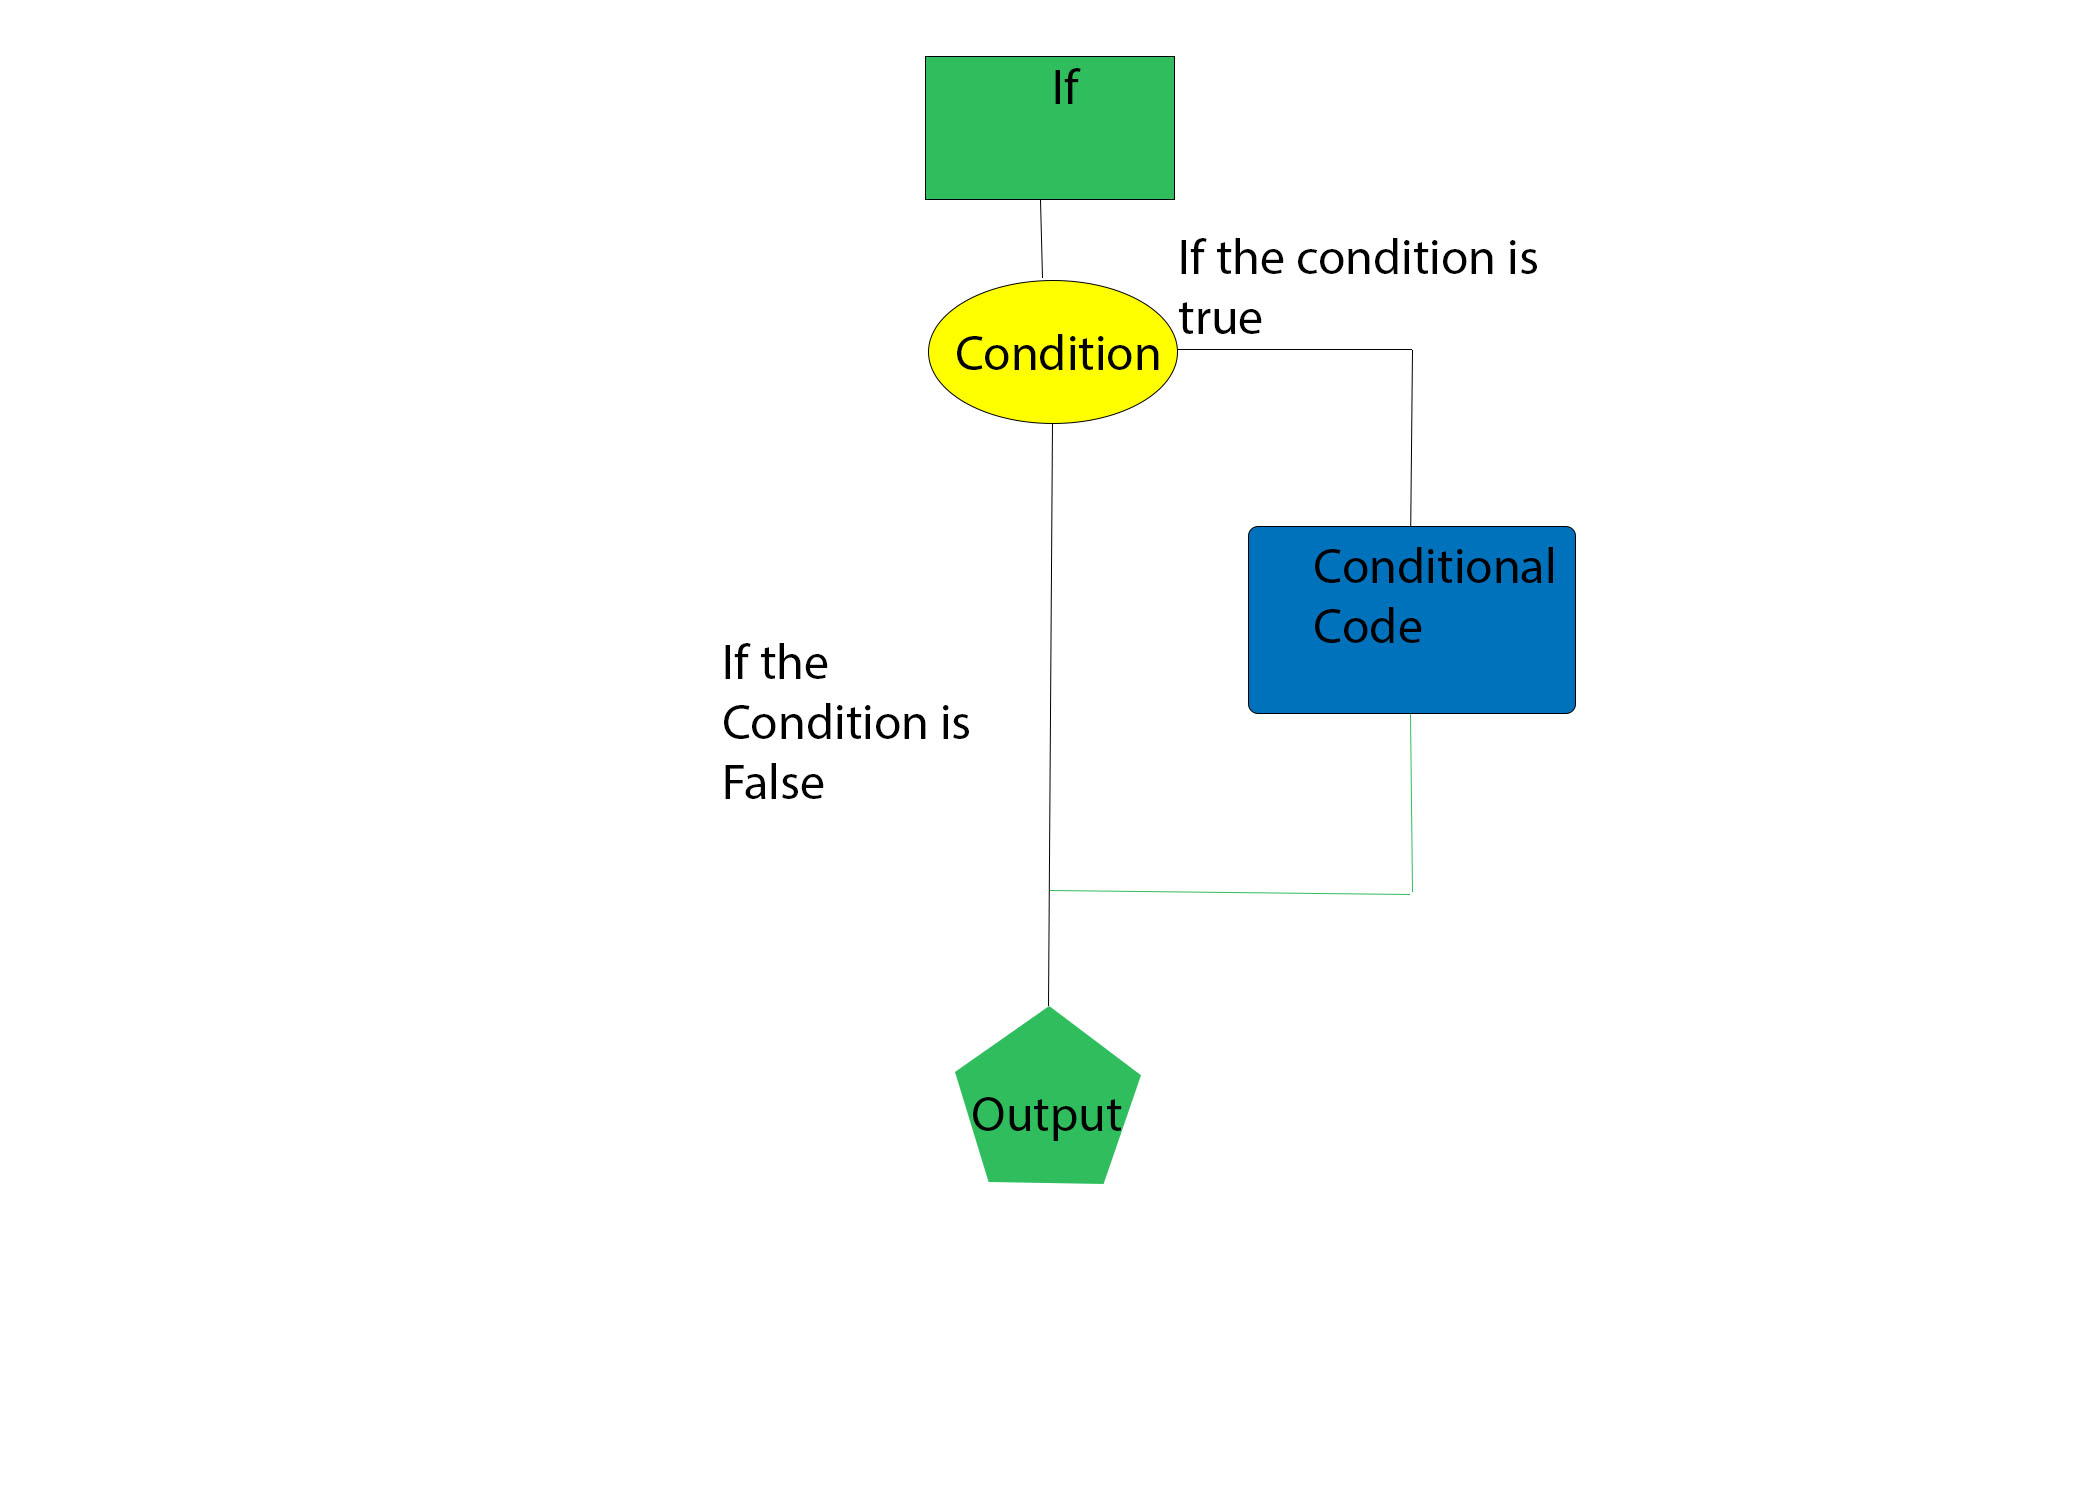 If
If the condition is
true
Condition
Conditional
Code
If the
Condition is
False
Output